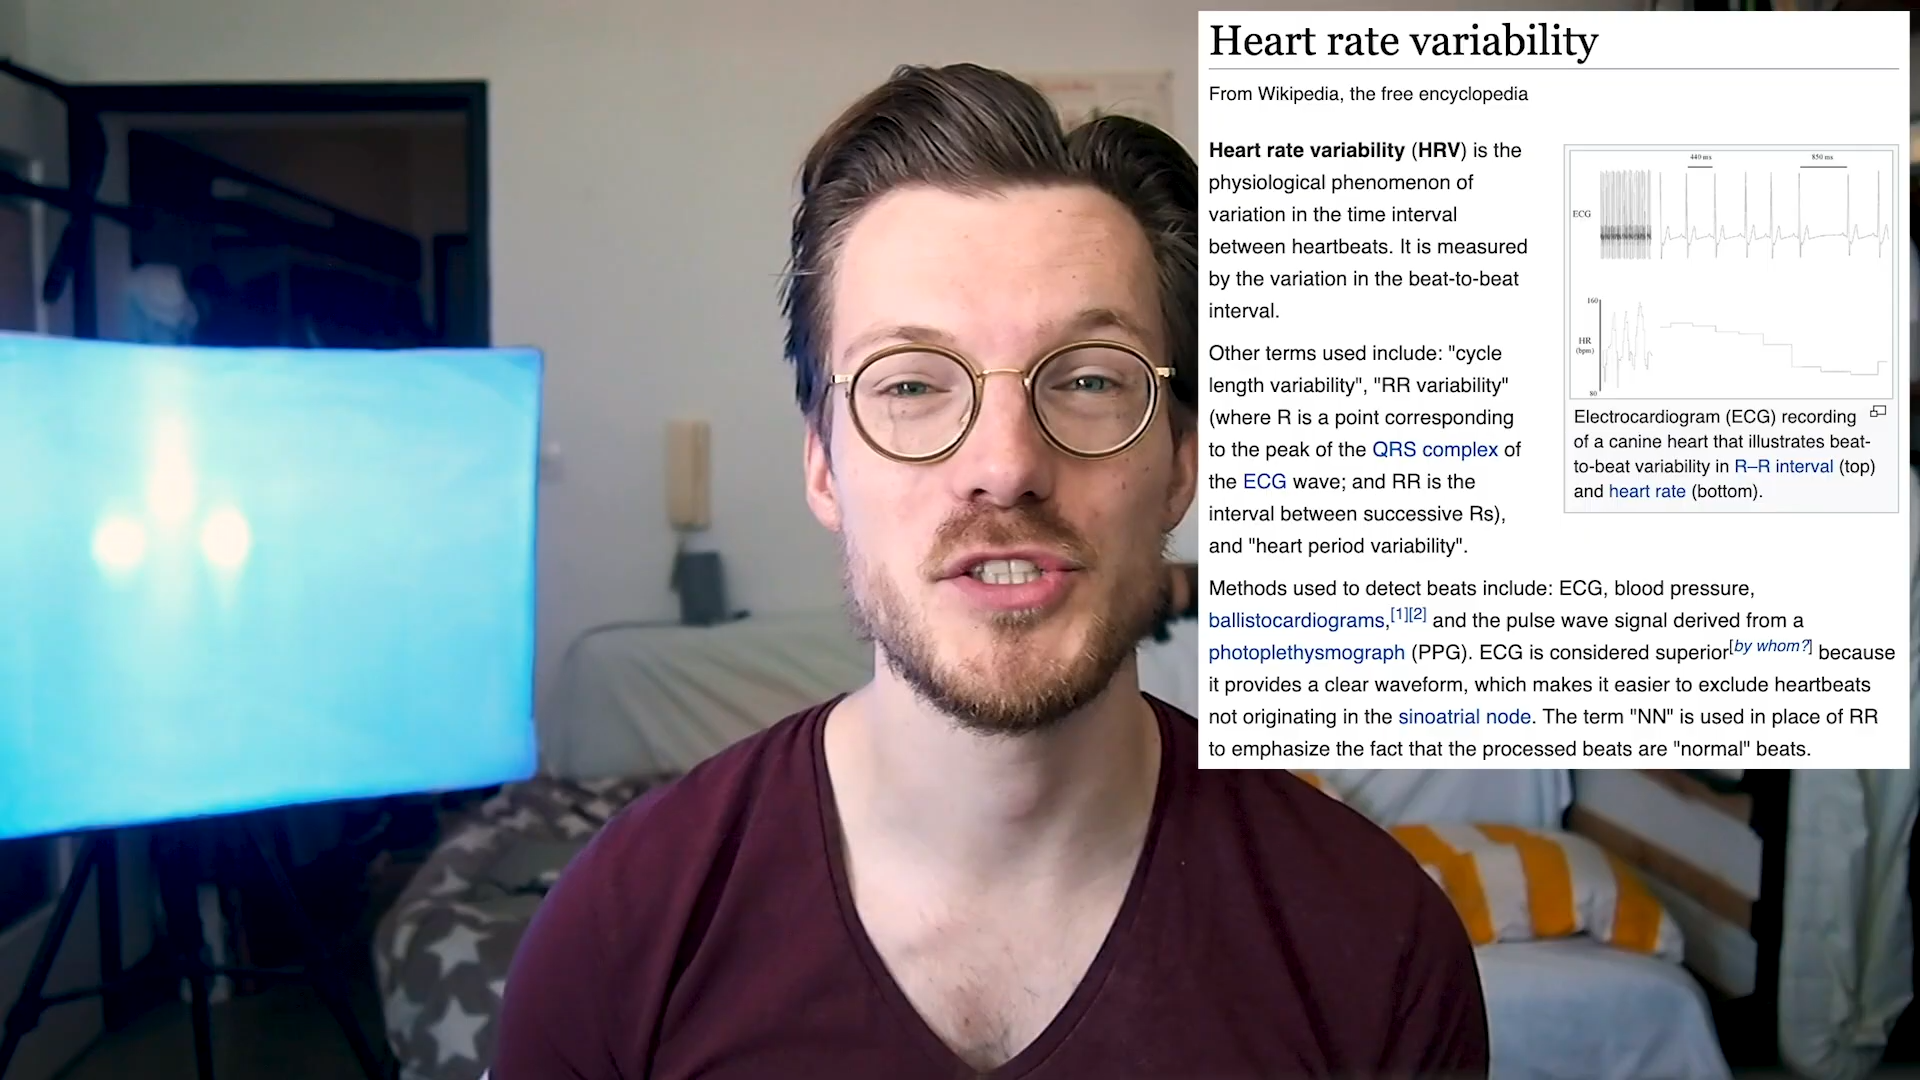 Heart rate variability
From Wikipedia, the free encyclopedia
Heart rate variability (HRV) is the
physiological phenomenon of
variation in the time interval
between heartbeats. It is measured
by the variation in the beat-to-beat
interval.
Other terms used include: "cycle
length variability", "RR variability"
(where R is a point corresponding
to the peak of the QRS complex of
the ECG wave; and RR is the
interval between successive Rs),
and "heart period variability".
440 ms
850 ms
ECG
160
HR
(bpm)
80
Electrocardiogram (ECG) recording
of a canine heart that illustrates beat-
to-beat variability in R–R interval (top)
and heart rate (bottom).
Methods used to detect beats include: ECG, blood pressure,
ballistocardiograms,[1][2] and the pulse wave signal derived from a
photoplethysmograph (PPG). ECG is considered superior[by whom?] because
it provides a clear waveform, which makes it easier to exclude heartbeats
not originating in the sinoatrial node. The term "NN" is used in place of RR
to emphasize the fact that the processed beats are "normal" beats.